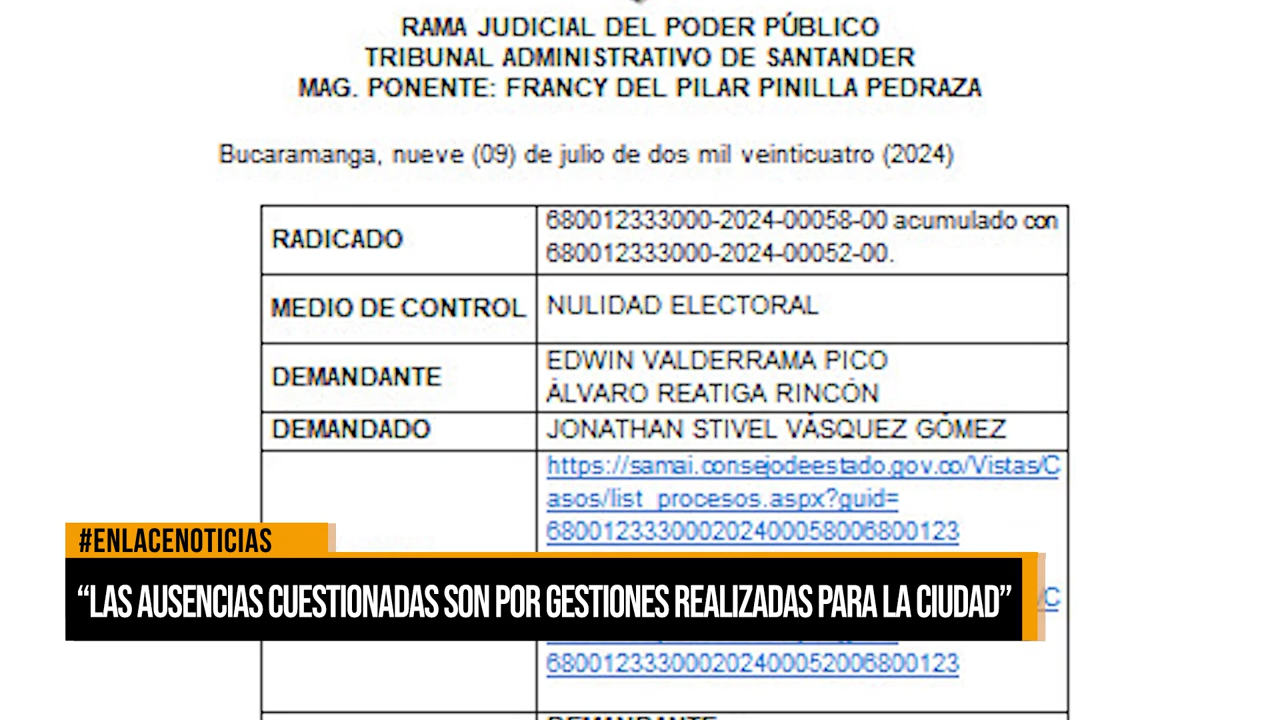 RAMA JUDICIAL DEL PODER PÚBLICO
TRIBUNAL ADMINISTRATIVO DE SANTANDER
MAG. PONENTE: FRANCY DEL PILAR PINILLA PEDRAZA
Bucaramanga, nueve (09) de julio de dos mil veinticuatro (2024)
RADICADO
680012333000-2024-00058-00 acumulado con
680012333000-2024-00052-00.
MEDIO DE CONTROL
NULIDAD ELECTORAL
DEMANDANTE
EDWIN VALDERRAMA PICO
ÁLVARO REATIGA RINCÓN
DEMANDADO
JONATHAN STIVEL VÁSQUEZ GÓMEZ
https://samai.consejodeestado.gov.co/Vistas/C
asos/list_procesos.aspx?guid=
680012333000202400058006800123
/C
680012333000202400052006800123
#ENLACENOTICIAS
“LAS AUSENCIAS CUESTIONADAS SON POR GESTIONES REALIZADAS PARA LA CIUDAD”